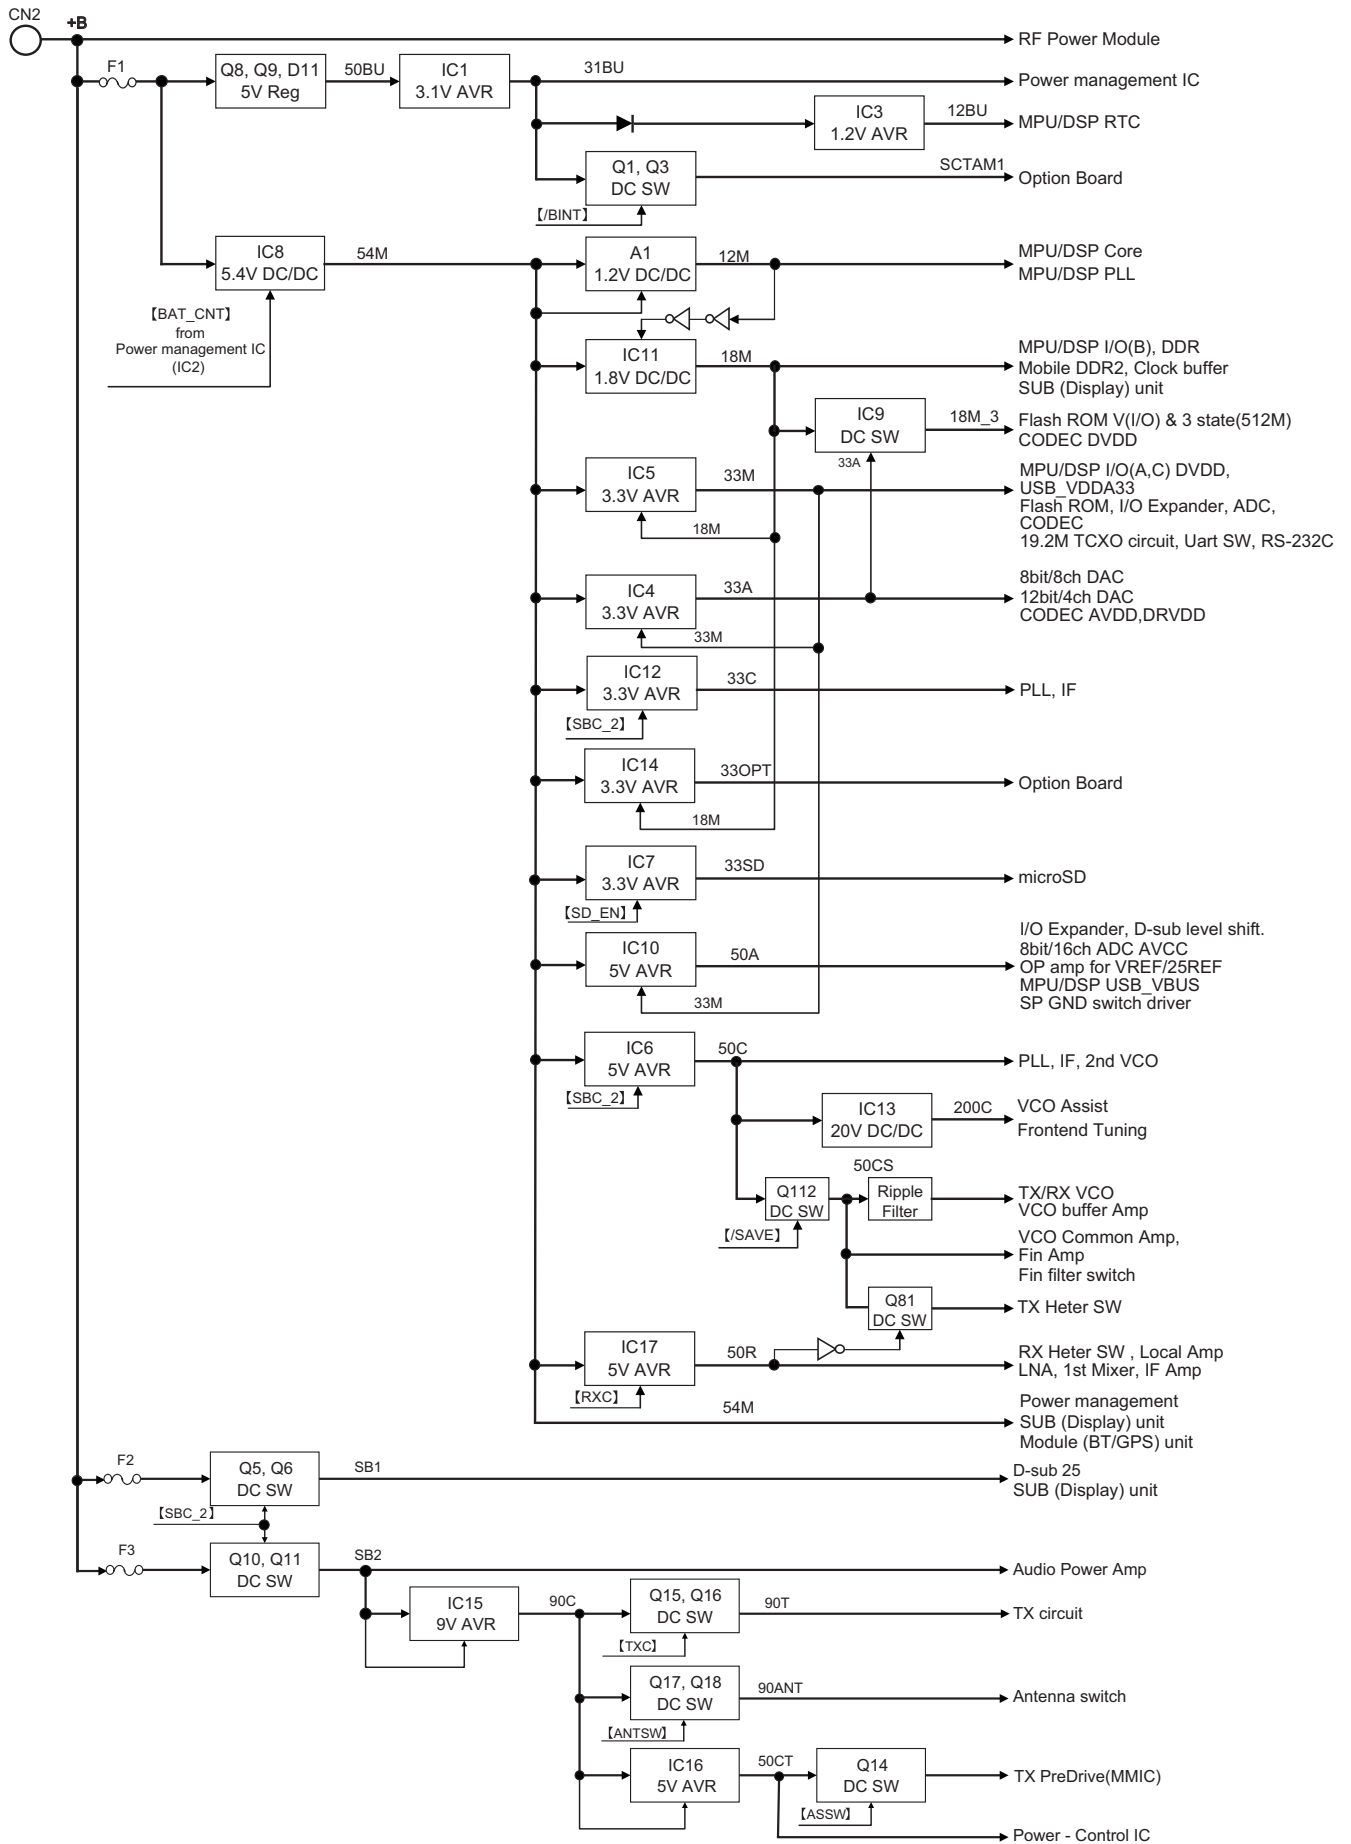 CN2
+B
RF Power Module
F1
Q8, Q9, D11
5V Reg
50BU
IC1
3.1V AVR
31BU
Power management IC
IC3
1.2V AVR
12BU
MPU/DSP RTC
Q1, Q3
DC SW
SCTAM1
Option Board
【/BINT】
IC8
5.4V DC/DC
54M
A1
1.2V DC/DC
12M
MPU/DSP Core
MPU/DSP PLL
【BAT_CNT】
from
Power management IC
(IC2)
IC11
1.8V DC/DC
18M
MPU/DSP I/O(B), DDR
Mobile DDR2, Clock buffer
SUB (Display) unit
IC9
DC SW
18M_3
Flash ROM V(I/O) & 3 state(512M)
CODEC DVDD
33A
IC5
3.3V AVR
33M
MPU/DSP I/O(A,C) DVDD,
USB_VDDA33
Flash ROM, I/O Expander, ADC,
CODEC
19.2M TCXO circuit, Uart SW, RS-232C
18M
IC4
3.3V AVR
33A
8bit/8ch DAC
12bit/4ch DAC
CODEC AVDD,DRVDD
33M
IC12
3.3V AVR
33C
PLL, IF
【SBC_2】
IC14
3.3V AVR
33OPT
Option Board
18M
IC7
3.3V AVR
33SD
microSD
【SD_EN】
IC10
5V AVR
50A
I/O Expander, D-sub level shift.
8bit/16ch ADC AVCC
OP amp for VREF/25REF
MPU/DSP USB_VBUS
SP GND switch driver
33M
IC6
5V AVR
50C
PLL, IF, 2nd VCO
【SBC_2】
IC13
20V DC/DC
200C
VCO Assist
Frontend Tuning
50CS
Q112
DC SW
Ripple
Filter
TX/RX VCO
VCO buffer Amp
【/SAVE】
VCO Common Amp,
Fin Amp
Fin filter switch
Q81
DC SW
TX Heter SW
IC17
5V AVR
50R
RX Heter SW , Local Amp
LNA, 1st Mixer, IF Amp
【RXC】
54M
Power management
SUB (Display) unit
Module (BT/GPS) unit
F2
Q5, Q6
DC SW
SB1
D-sub 25
SUB (Display) unit
【SBC_2】
F3
Q10, Q11
DC SW
SB2
Audio Power Amp
IC15
9V AVR
90C
Q15, Q16
DC SW
90T
TX circuit
【TXC】
Q17, Q18
DC SW
90ANT
Antenna switch
【ANTSW】
IC16
5V AVR
50CT
Q14
DC SW
TX PreDrive(MMIC)
【ASSW】
Power - Control IC